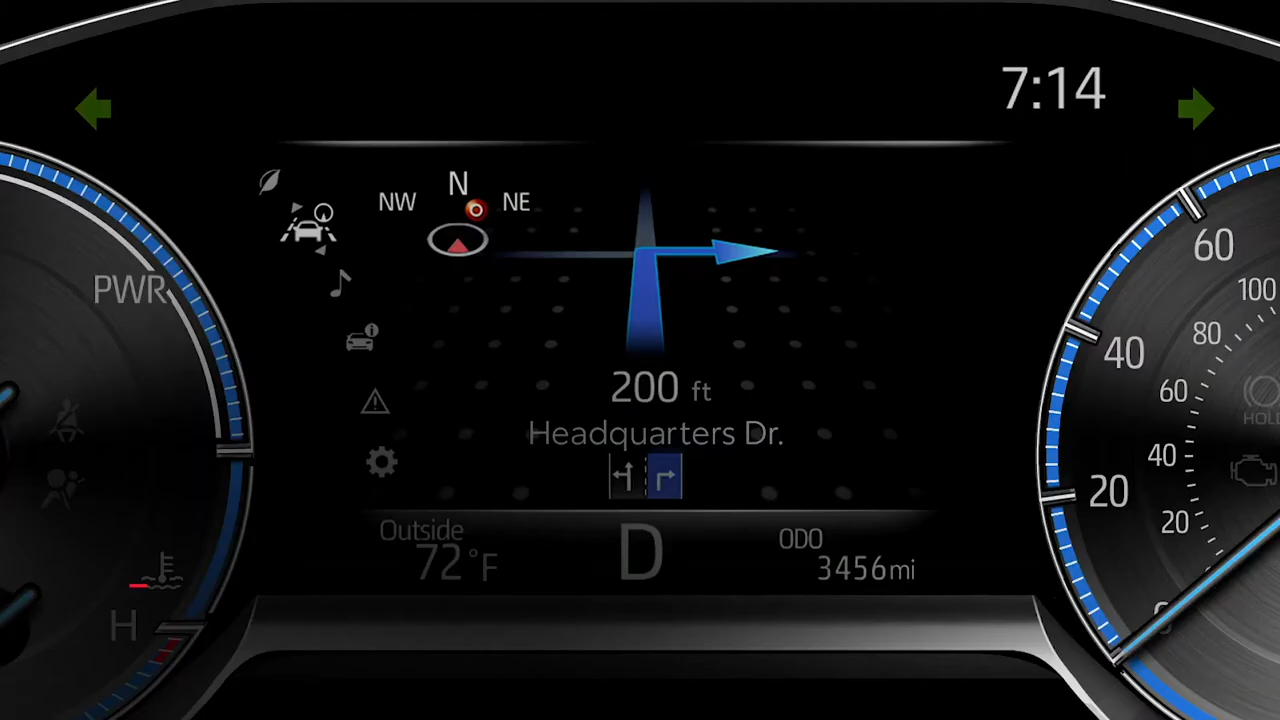 7:14
NW N NE
PWR
200 ft
Headquarters Dr.
Outside
72°F
D
ODO
3456mi
H
60
40
20
100
80
60
40
20
HOLD